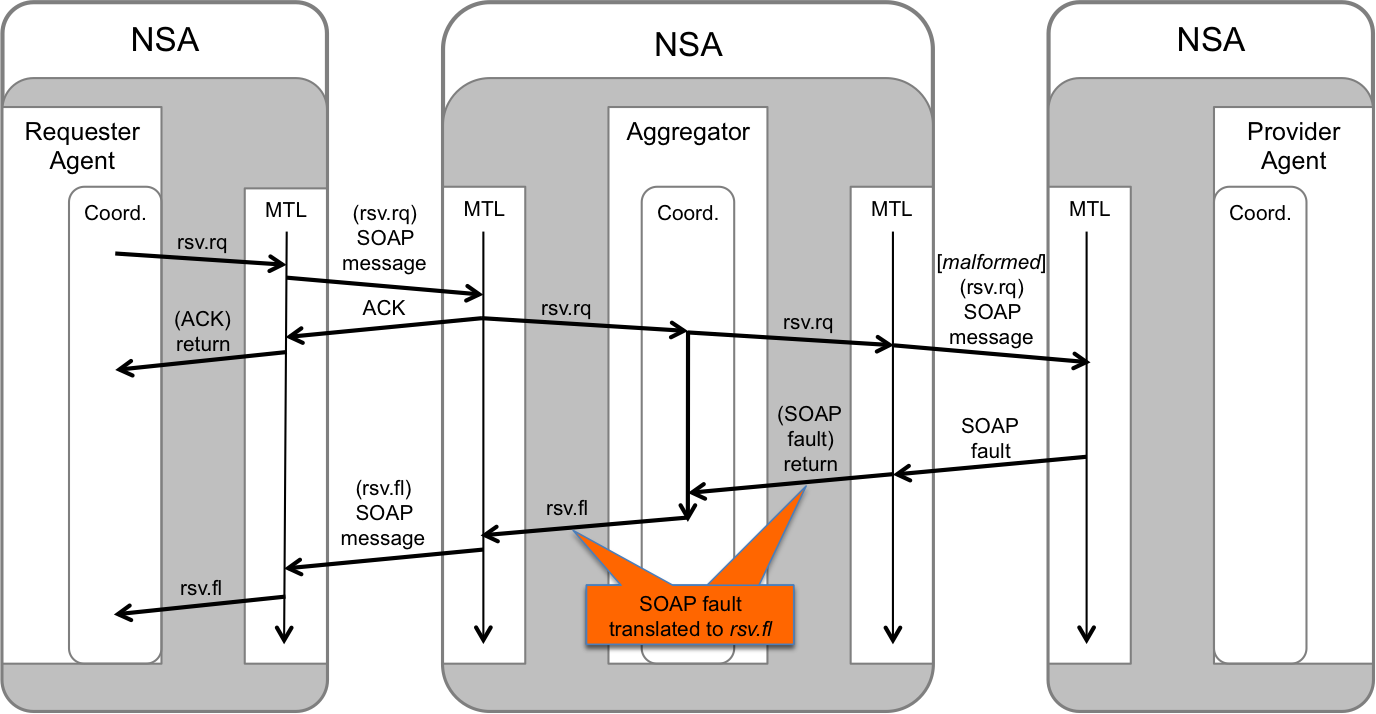 NSA
NSA
NSA
Requester
Agent
Aggregator
Provider
Agent
Coord.
MTL
MTL
Coord.
MTL
MTL
Coord.
rsv.rq
(rsv.rq)
SOAP
message
ACK
(ACK)
return
rsv.rq
rsv.rq
[malformed]
(rsv.rq)
SOAP
message
(SOAP
fault)
return
SOAP
fault
(rsv.fl)
SOAP
message
rsv.fl
rsv.fl
SOAP fault
translated to rsv.fl